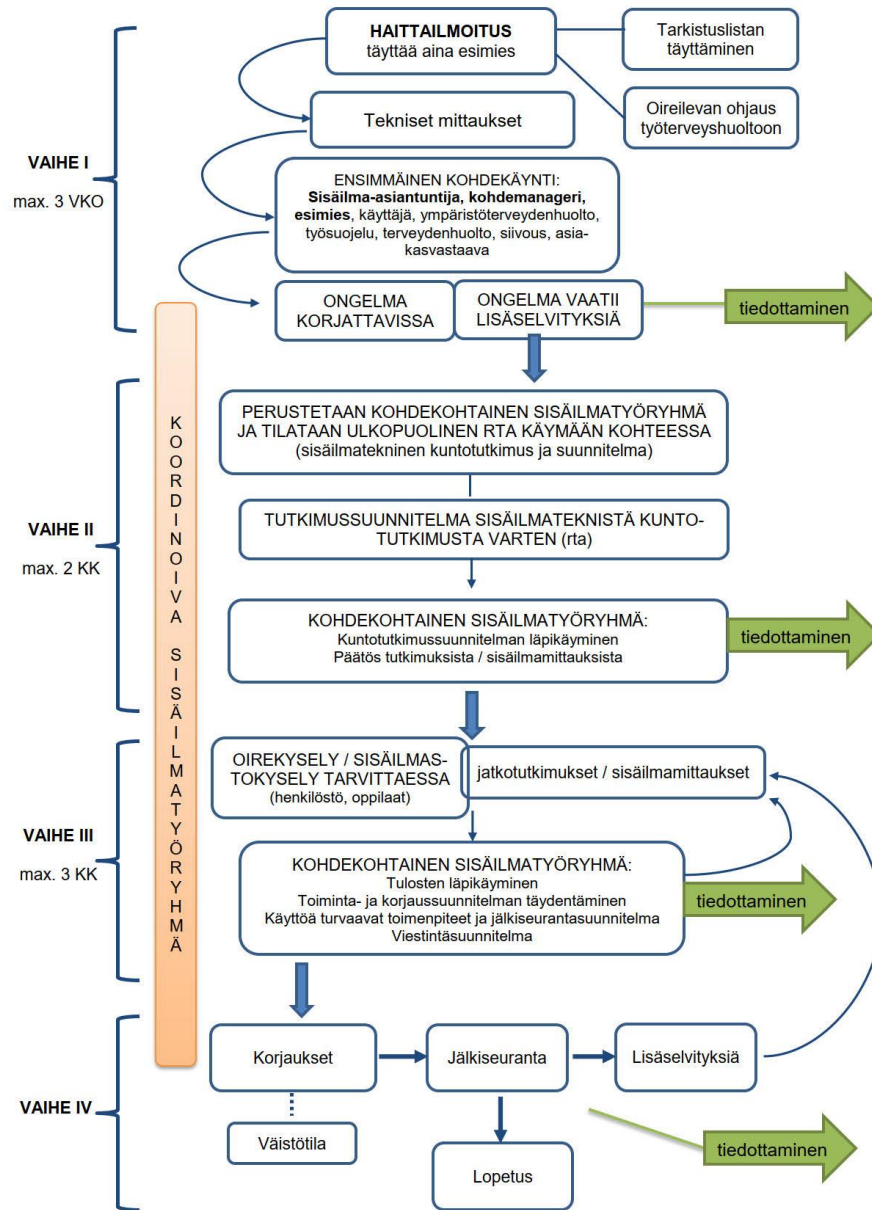 HAITTAILMOITUS
täyttää aina esimies
Tarkistuslistan
täyttäminen
Oireilevan ohjaus
työterveyshuoltoon
Tekniset mittaukset
VAIHE I
max. 3 VKO
ENSIMMÄINEN KOHDEKÄYNTI:
Sisäilma-asiantuntija, kohdemanageri,
esimies, käyttäjä, ympäristöterveydenhuolto,
työsuojelu, terveydenhuolto, siivous, asia-
kasvastaava
ONGELMA
KORJATTAVISSA
ONGELMA VAATII
LISÄSELVITYKSIÄ
tiedottaminen
KOORDINOIVA SISÄILMATYÖRYHMÄ
VAIHE II
max. 2 KK
PERUSTETAAN KOHDEKOHTAINEN SISÄILMATYÖRYHMÄ
JA TILATAAN ULKOPUOLINEN RTA KÄYMÄÄN KOHTEESSA
(sisäilmatekninen kuntotutkimus ja suunnitelma)
TUTKIMUSSUUNNITELMA SISÄILMATEKNISTÄ KUNTO-
TUTKIMUSTA VARTEN (rta)
KOHDEKOHTAINEN SISÄILMATYÖRYHMÄ:
Kuntotutkimussuunnitelman läpikäyminen
Päätös tutkimuksista / sisäilmamittauksista
tiedottaminen
VAIHE III
max. 3 KK
OIREKYSELY / SISÄILMAS-
TOKYSELY TARVITTAESSA
(henkilöstö, oppilaat)
jatkotutkimukset / sisäilmamittaukset
KOHDEKOHTAINEN SISÄILMATYÖRYHMÄ:
Tulosten läpikäyminen
Toiminta- ja korjaussuunnitelman täydentäminen
Käyttöä turvaavat toimenpiteet ja jälkiseurantasuunnitelma
Viestintäsuunnitelma
tiedottaminen
VAIHE IV
Korjaukset
Jälkiseuranta
Lisäselvityksiä
Väistötila
Lopetus
tiedottaminen